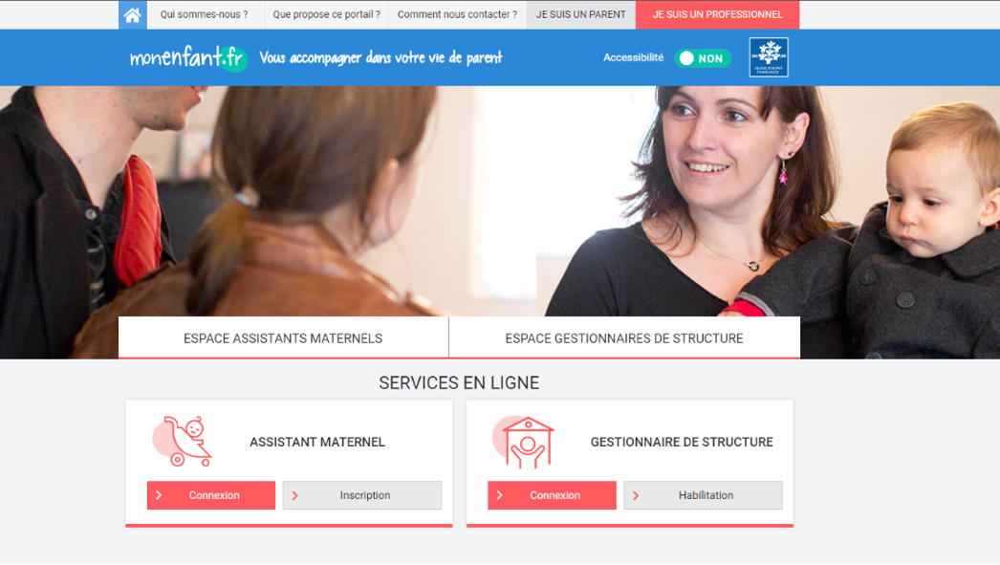 Qui sommes-nous ?
Que propose ce portail ?
Comment nous contacter ?
JE SUIS UN PARENT
JE SUIS UN PROFESSIONNEL
monenfant.fr
Vous accompagner dans votre vie de parent
Accessibilité
NON
ALLOCATIONS
FAMILIALES
ESPACE ASSISTANTS MATERNELS
ESPACE GESTIONNAIRES DE STRUCTURE
SERVICES EN LIGNE
ASSISTANT MATERNEL
GESTIONNAIRE DE STRUCTURE
Connexion
Inscription
Connexion
Habilitation